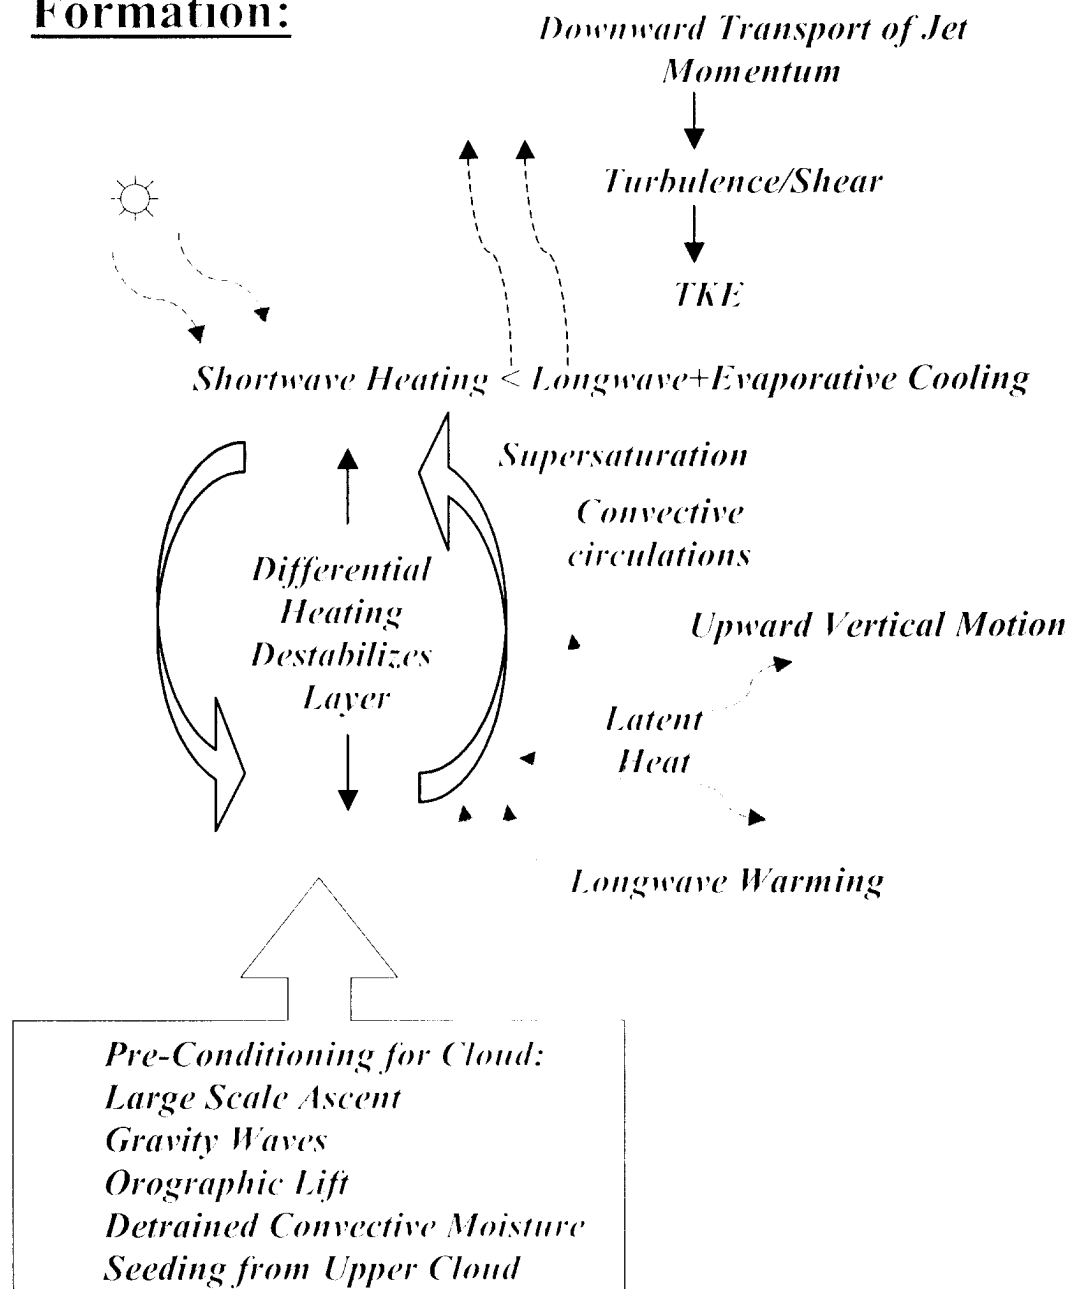 Formation:
Downward Transport of Jet
Momentum
Turbulence/Shear
TKE
Shortwave Heating < Longwave+Evaporative Cooling
Supersaturation
Convective
circulations
Differential
Heating
Destabilizes
Layer
Upward Vertical Motion
Latent
Heat
Longwave Warming
Pre-Conditioning for Cloud:
Large Scale Ascent
Gravity Waves
Orographic Lift
Detrained Convective Moisture
Seeding from Upper Cloud